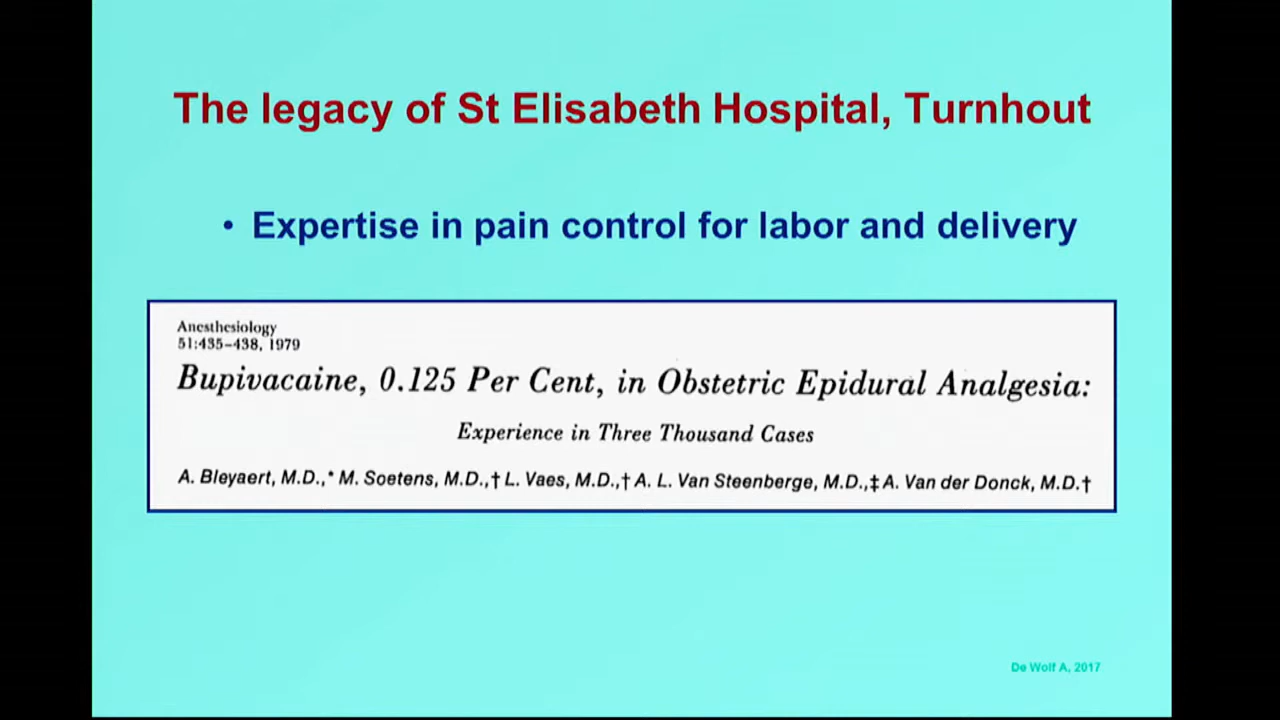 The legacy of St Elisabeth Hospital, Turnhout
• Expertise in pain control for labor and delivery
Anesthesiology
51:435–438, 1979
Bupivacaine, 0.125 Per Cent, in Obstetric Epidural Analgesia:
Experience in Three Thousand Cases
A. Bleyaert, M.D.,* M. Soetens, M.D.,† L. Vaes, M.D.,† A. L. Van Steenberge, M.D.,‡ A. Van der Donck, M.D.†
De Wolf A, 2017